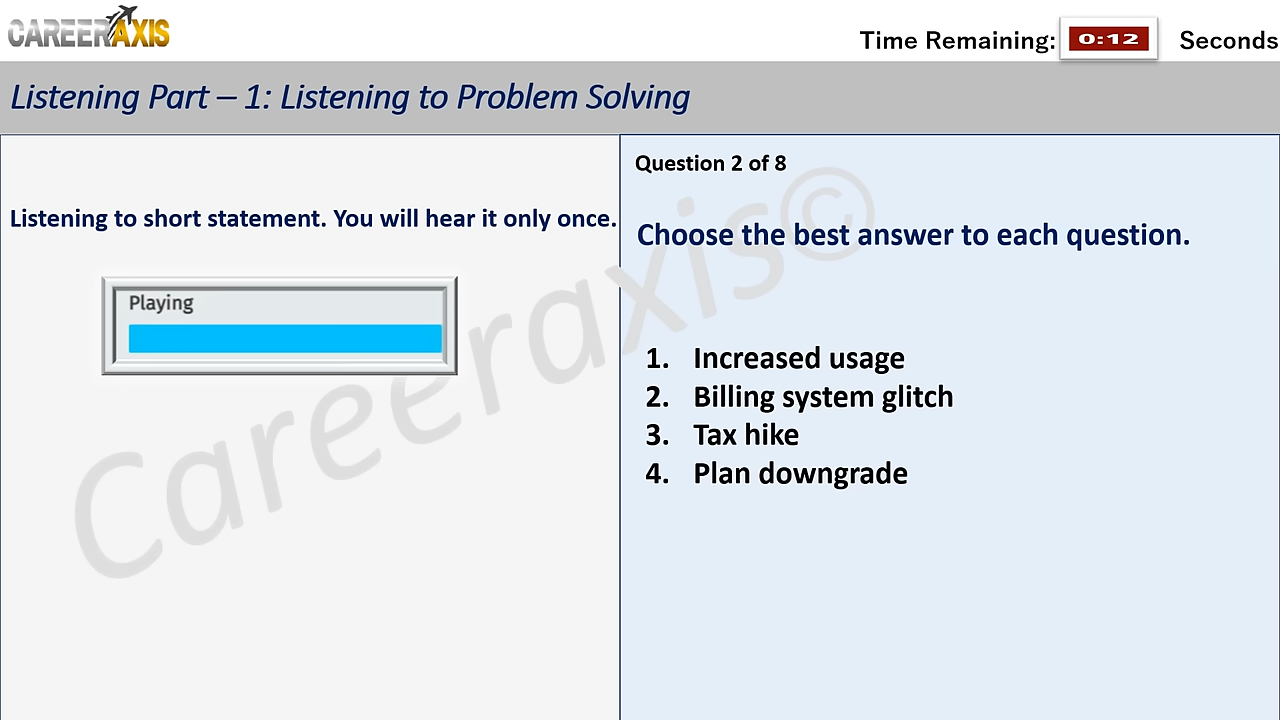 CAREERAXIS
Time Remaining: 0:12 Seconds
Listening Part – 1: Listening to Problem Solving
Question 2 of 8
Listening to short statement. You will hear it only once.
Choose the best answer to each question.
Playing
1. Increased usage
2. Billing system glitch
3. Tax hike
4. Plan downgrade
Careeraxis©